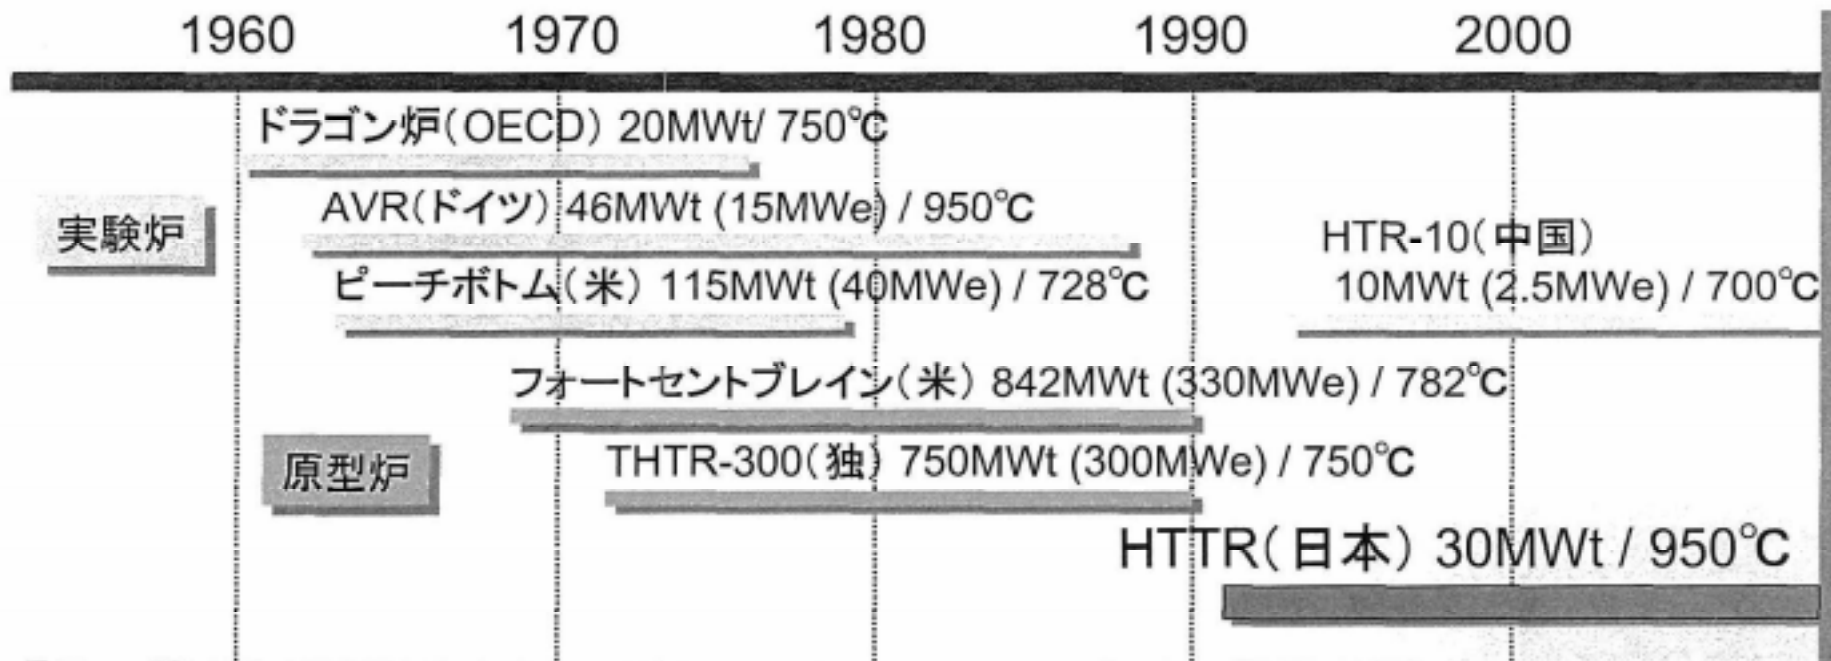 1960 1970 1980 1990 2000
ドラゴン炉(OECD) 20MWt/ 750℃
AVR(ドイツ) 46MWt (15MWe) / 950℃
実験炉
HTR-10(中国)
ピーチボトム(米) 115MWt (40MWe) / 728℃
10MWt (2.5MWe) / 700℃
フォートセントブレイン(米) 842MWt (330MWe) / 782℃
原型炉
THTR-300(独) 750MWt (300MWe) / 750℃
HTTR(日本) 30MWt / 950℃